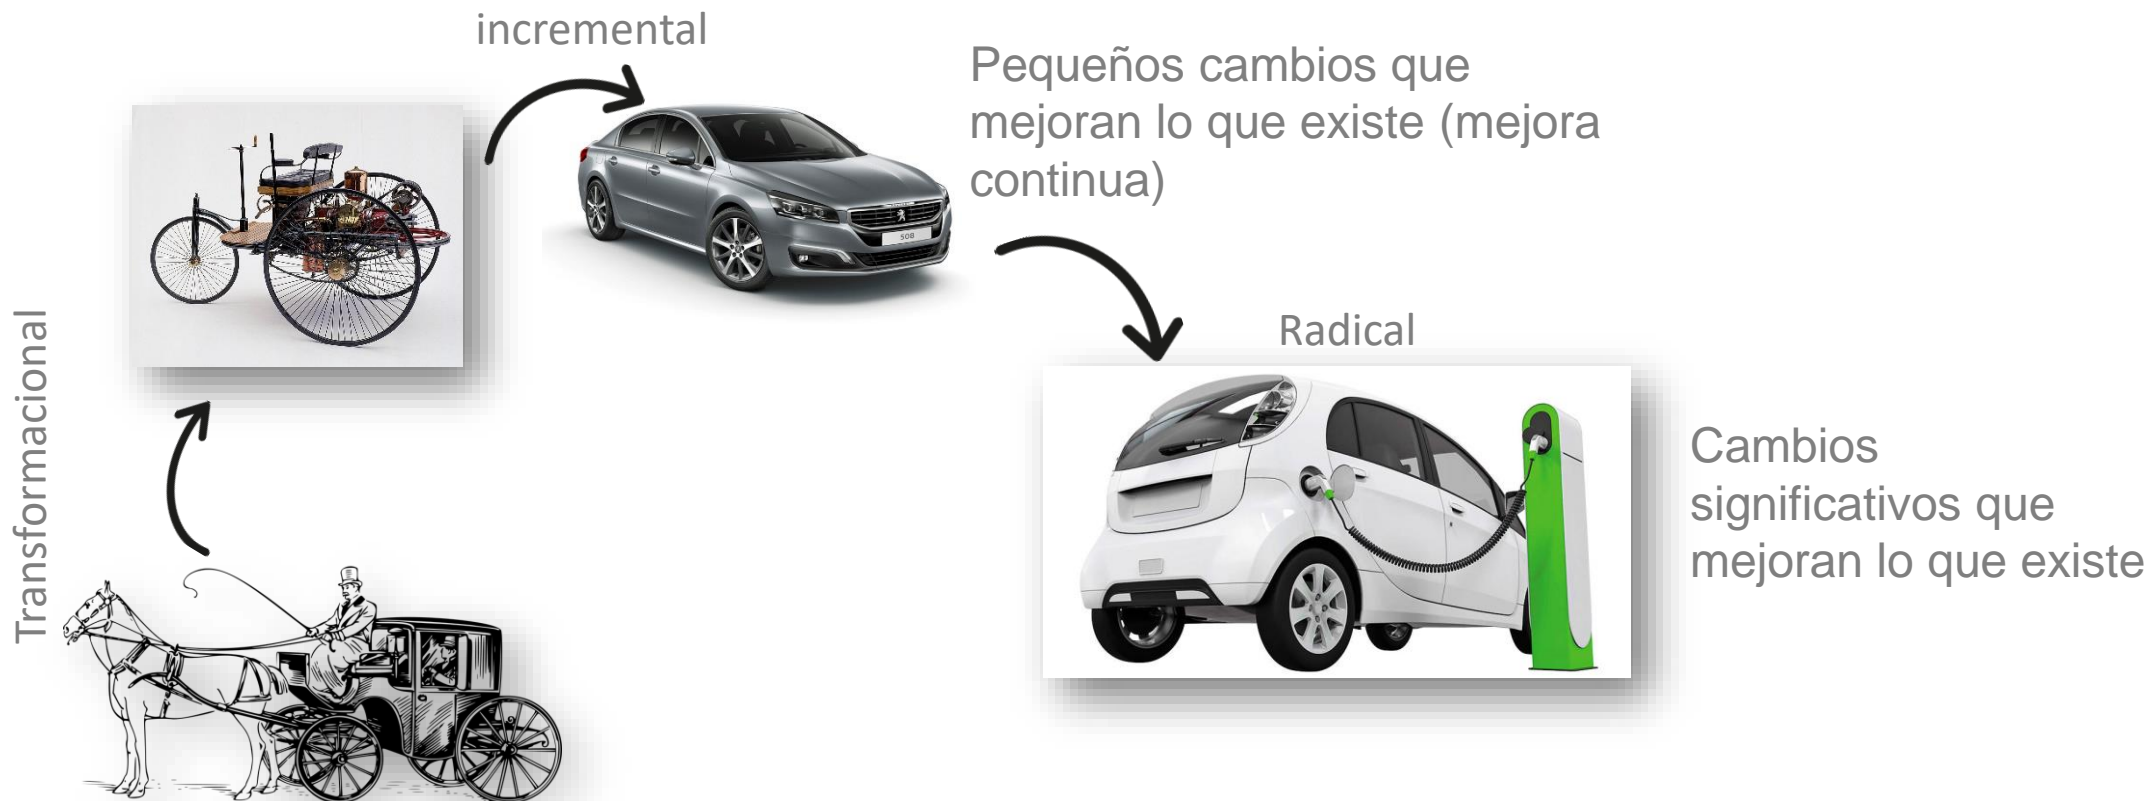 incremental
Pequeños cambios que
mejoran lo que existe (mejora
continua)
508
Radical
Transformacional
Cambios
significativos que
mejoran lo que existe